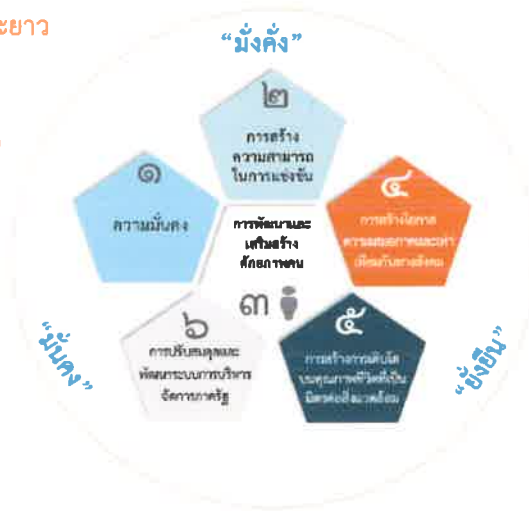 ะยาว
“มั่งคั่ง”
๒
การสร้าง
ความสามารถ
ในการแข่งขัน
๑
ความมั่นคง
๔
การสร้างโอกาส
ความเสมอภาคและเท่า
เทียมกันทางสังคม
การพัฒนาและ
เสริมสร้าง
ศักยภาพคน
๓
๖
การปรับสมดุลและ
พัฒนาระบบการบริหาร
จัดการภาครัฐ
๕
การสร้างการเติบโต
บนคุณภาพชีวิตที่เป็น
มิตรต่อสิ่งแวดล้อม
“มั่นคง”
“ยั่งยืน”